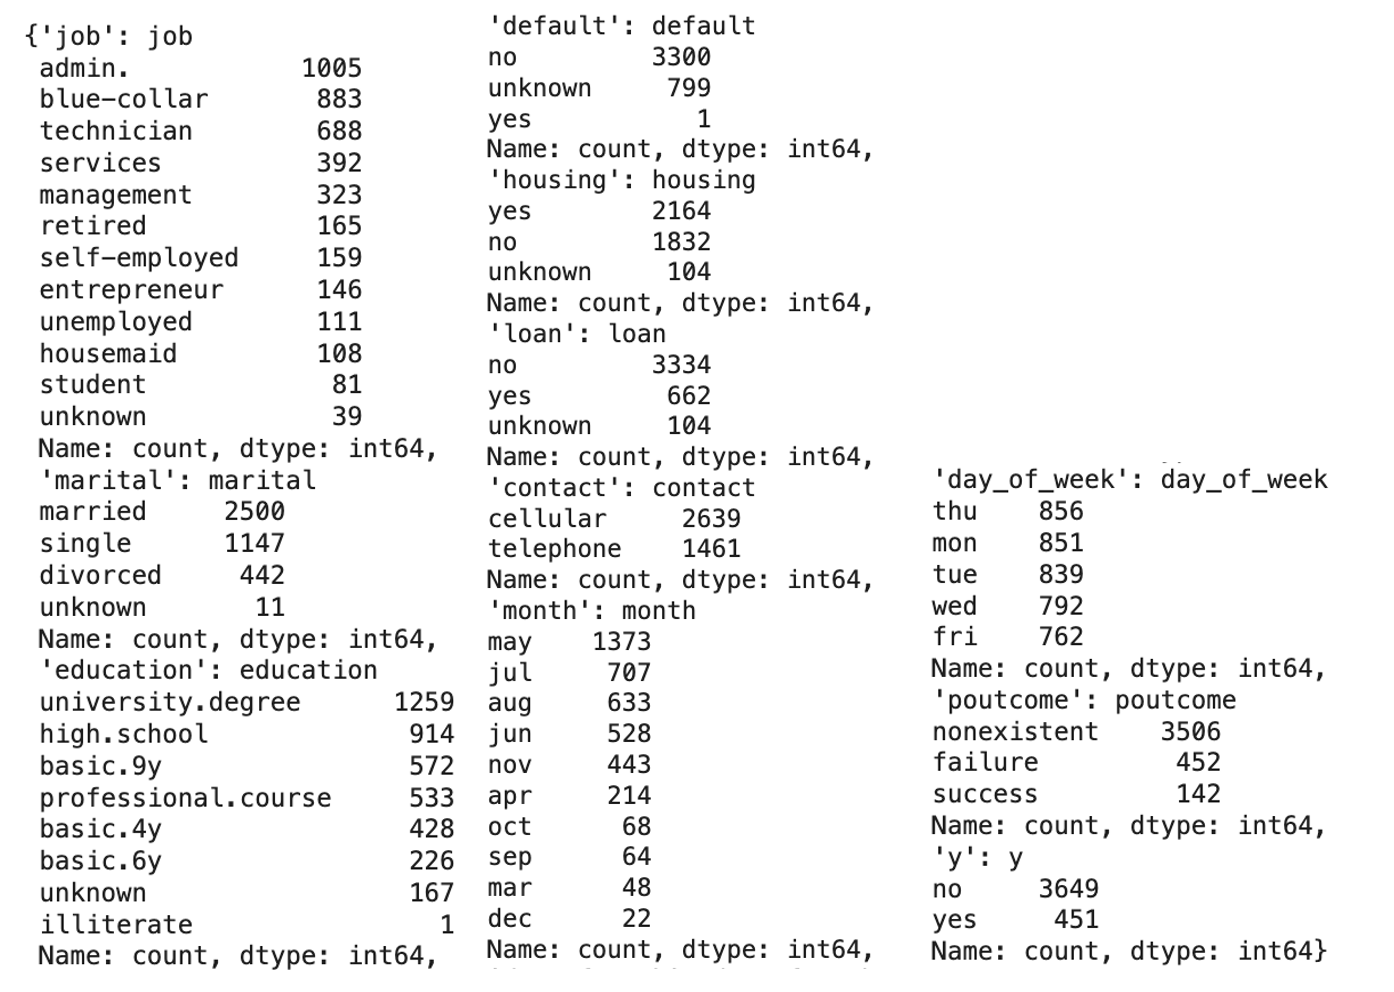 {'job': job
admin. 1005
blue-collar 883
technician 688
services 392
management 323
retired 165
self-employed 159
entrepreneur 146
unemployed 111
housemaid 108
student 81
unknown 39
Name: count, dtype: int64,
'marital': marital
married 2500
single 1147
divorced 442
unknown 11
Name: count, dtype: int64,
'education': education
university.degree 1259
high.school 914
basic.9y 572
professional.course 533
basic.4y 428
basic.6y 226
unknown 167
illiterate 1
Name: count, dtype: int64,
'default': default
no 3300
unknown 799
yes 1
Name: count, dtype: int64,
'housing': housing
yes 2164
no 1832
unknown 104
Name: count, dtype: int64,
'loan': loan
no 3334
yes 662
unknown 104
Name: count, dtype: int64,
'contact': contact
cellular 2639
telephone 1461
Name: count, dtype: int64,
'month': month
may 1373
jul 707
aug 633
jun 528
nov 443
apr 214
oct 68
sep 64
mar 48
dec 22
Name: count, dtype: int64,
'day_of_week': day_of_week
thu 856
mon 851
tue 839
wed 792
fri 762
Name: count, dtype: int64,
'poutcome': poutcome
nonexistent 3506
failure 452
success 142
Name: count, dtype: int64,
'y': y
no 3649
yes 451
Name: count, dtype: int64}